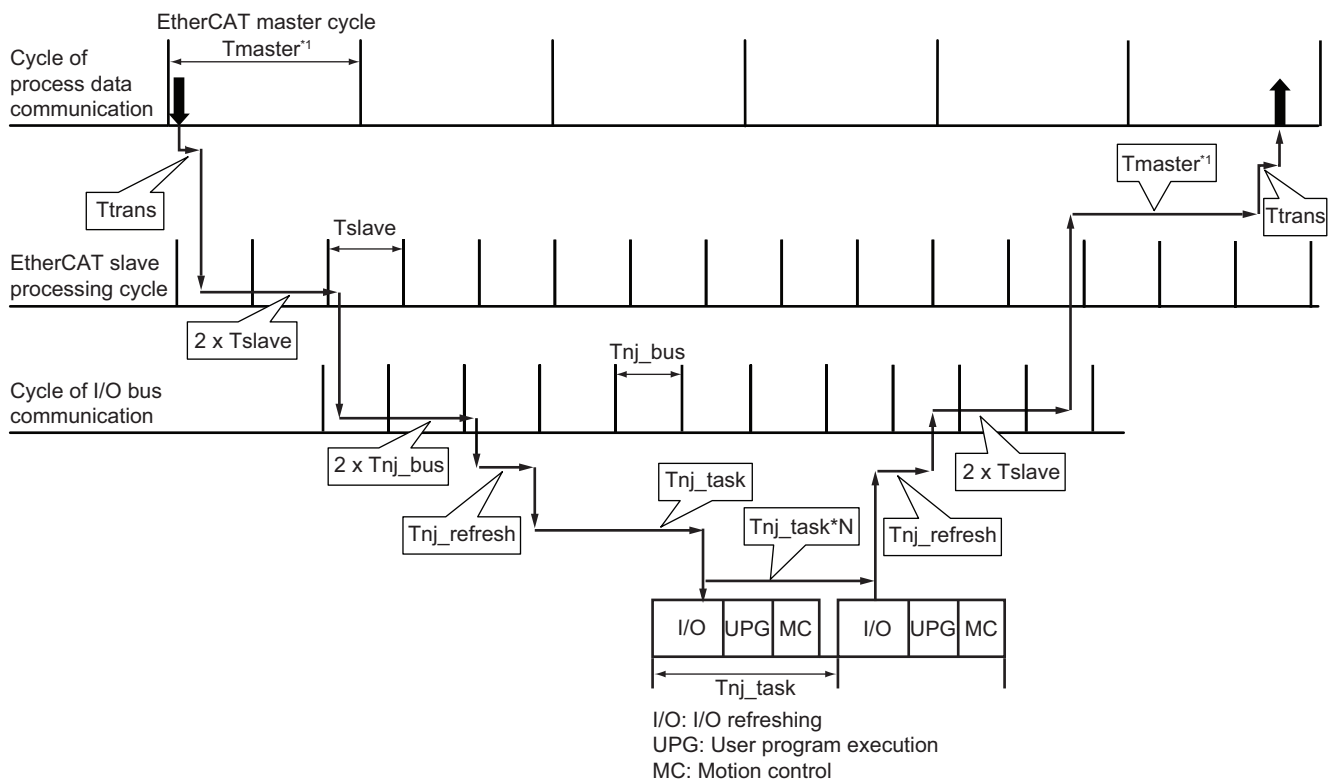 EtherCAT master cycle
Tmaster*1
Cycle of
process data
communication
Tmaster*1
Ttrans
Ttrans
Tslave
EtherCAT slave
processing cycle
2 x Tslave
Tnj_bus
Cycle of I/O bus
communication
2 x Tnj_bus
2 x Tslave
Tnj_task
Tnj_refresh
Tnj_task*N
Tnj_refresh
I/O UPG MC I/O UPG MC
Tnj_task
I/O: I/O refreshing
UPG: User program execution
MC: Motion control